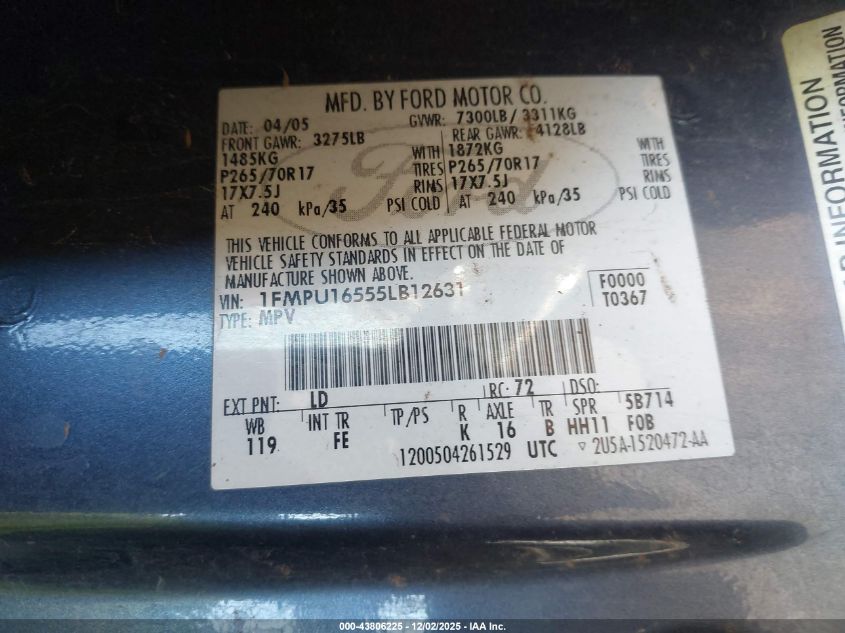 MFD. BY FORD MOTOR CO.
DATE: 04/05 GVWR: 7300LB/ 3311KG
FRONT GAWR: 3275LB REAR GAWR: 4128LB
1485KG WITH 1872KG WITH
P265/70R17 TIRES P265/70R17 TIRES
17X7.5J RIMS 17X7.5J RIMS
AT 240 kPa/35 PSI COLD AT 240 kPa/35 PSI COLD
Ford
THIS VEHICLE CONFORMS TO ALL APPLICABLE FEDERAL MOTOR
VEHICLE SAFETY STANDARDS IN EFFECT ON THE DATE OF
MANUFACTURE SHOWN ABOVE.
VIN: 1FMPU16555LB12631 F0000
TYPE: MPV T0367
EXT PNT: LD RC: 72 DSO:
WB INT TR TP/PS R AXLE TR SPR 5B714
119 FE K 16 B HH11 FOB
1200504261529 UTC 2U5A-1520472-AA
INFORMATION
INFORMATION
000-43806225 - 12/02/2025 - IAA Inc.